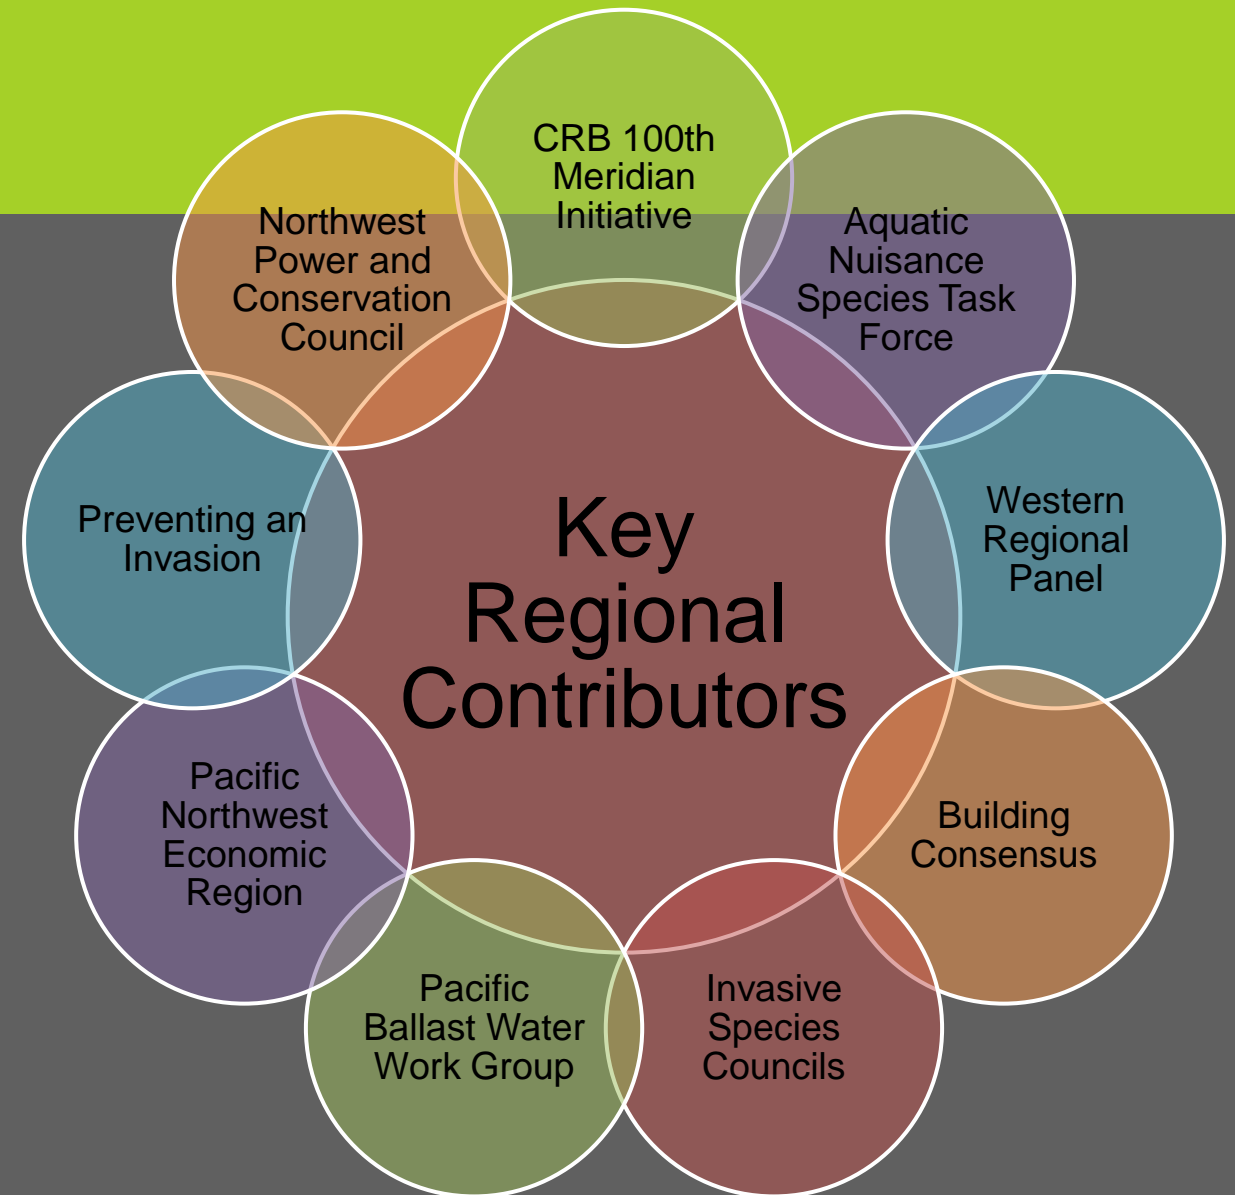 CRB 100th
Meridian
Initiative
Aquatic
Nuisance
Species Task
Force
Western
Regional
Panel
Building
Consensus
Invasive
Species
Councils
Pacific
Ballast Water
Work Group
Pacific
Northwest
Economic
Region
Preventing an
Invasion
Northwest
Power and
Conservation
Council
Key
Regional
Contributors